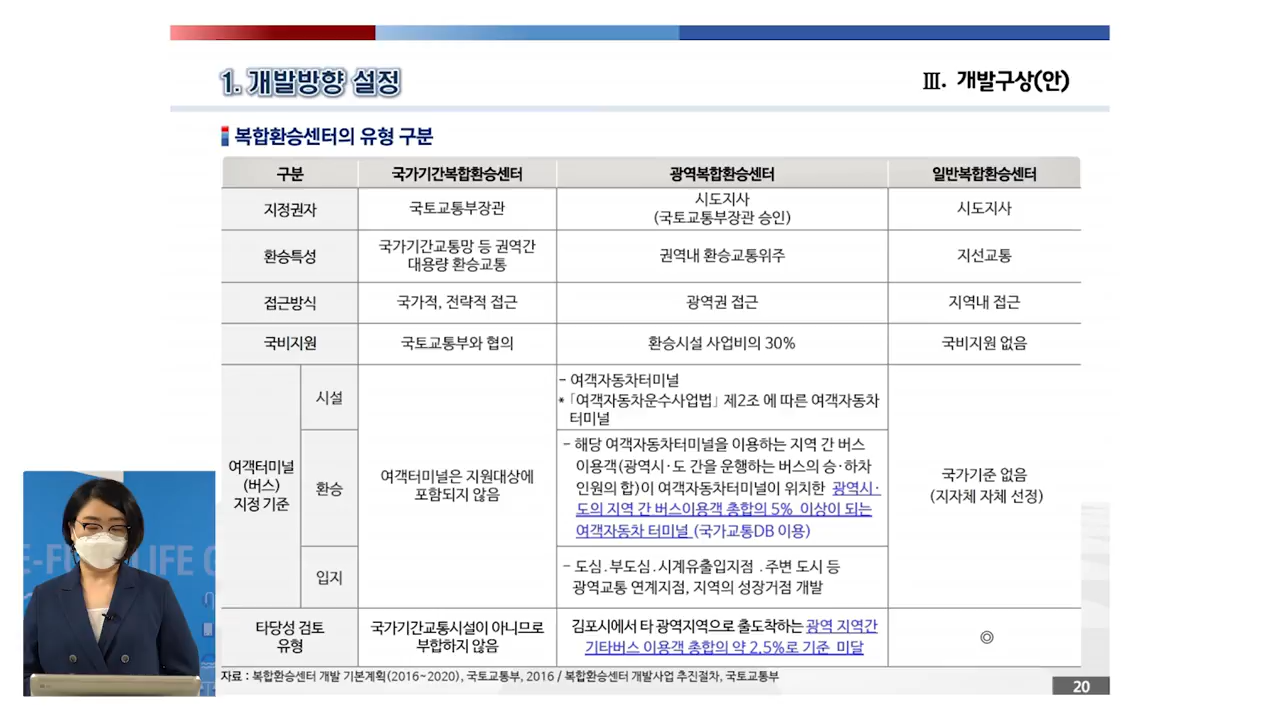 1. 개발방향 설정
Ⅲ. 개발구상(안)
복합환승센터의 유형 구분
구분 국가기간복합환승센터 광역복합환승센터 일반복합환승센터
지정권자 국토교통부장관 시도지사 (국토교통부장관 승인) 시도지사
환승특성 국가기간교통망 등 권역간 대용량 환승교통 권역내 환승교통위주 지선교통
접근방식 국가적, 전략적 접근 광역권 접근 지역내 접근
국비지원 국토교통부와 협의 환승시설 사업비의 30% 국비지원 없음
여객터미널
(버스)
지정 기준
시설
환승
입지
여객터미널은 지원대상에
포함되지 않음
- 여객자동차터미널
* 「여객자동차운수사업법」 제2조 에 따른 여객자동차
터미널
- 해당 여객자동차터미널을 이용하는 지역 간 버스
이용객(광역시·도 간을 운행하는 버스의 승·하차
인원의 합)이 여객자동차터미널이 위치한 광역시·
도의 지역 간 버스이용객 총합의 5% 이상이 되는
여객자동차 터미널 (국가교통DB 이용)
- 도심.부도심.시계유출입지점 .주변 도시 등
광역교통 연계지점, 지역의 성장거점 개발
국가기준 없음
(지자체 자체 선정)
타당성 검토
유형
국가기간교통시설이 아니므로
부합하지 않음
김포시에서 타 광역지역으로 출도착하는 광역 지역간
기타버스 이용객 총합의 약 2.5%로 기준 미달
◎
자료 : 복합환승센터 개발 기본계획(2016~2020), 국토교통부, 2016 / 복합환승센터 개발사업 추진절차, 국토교통부
20